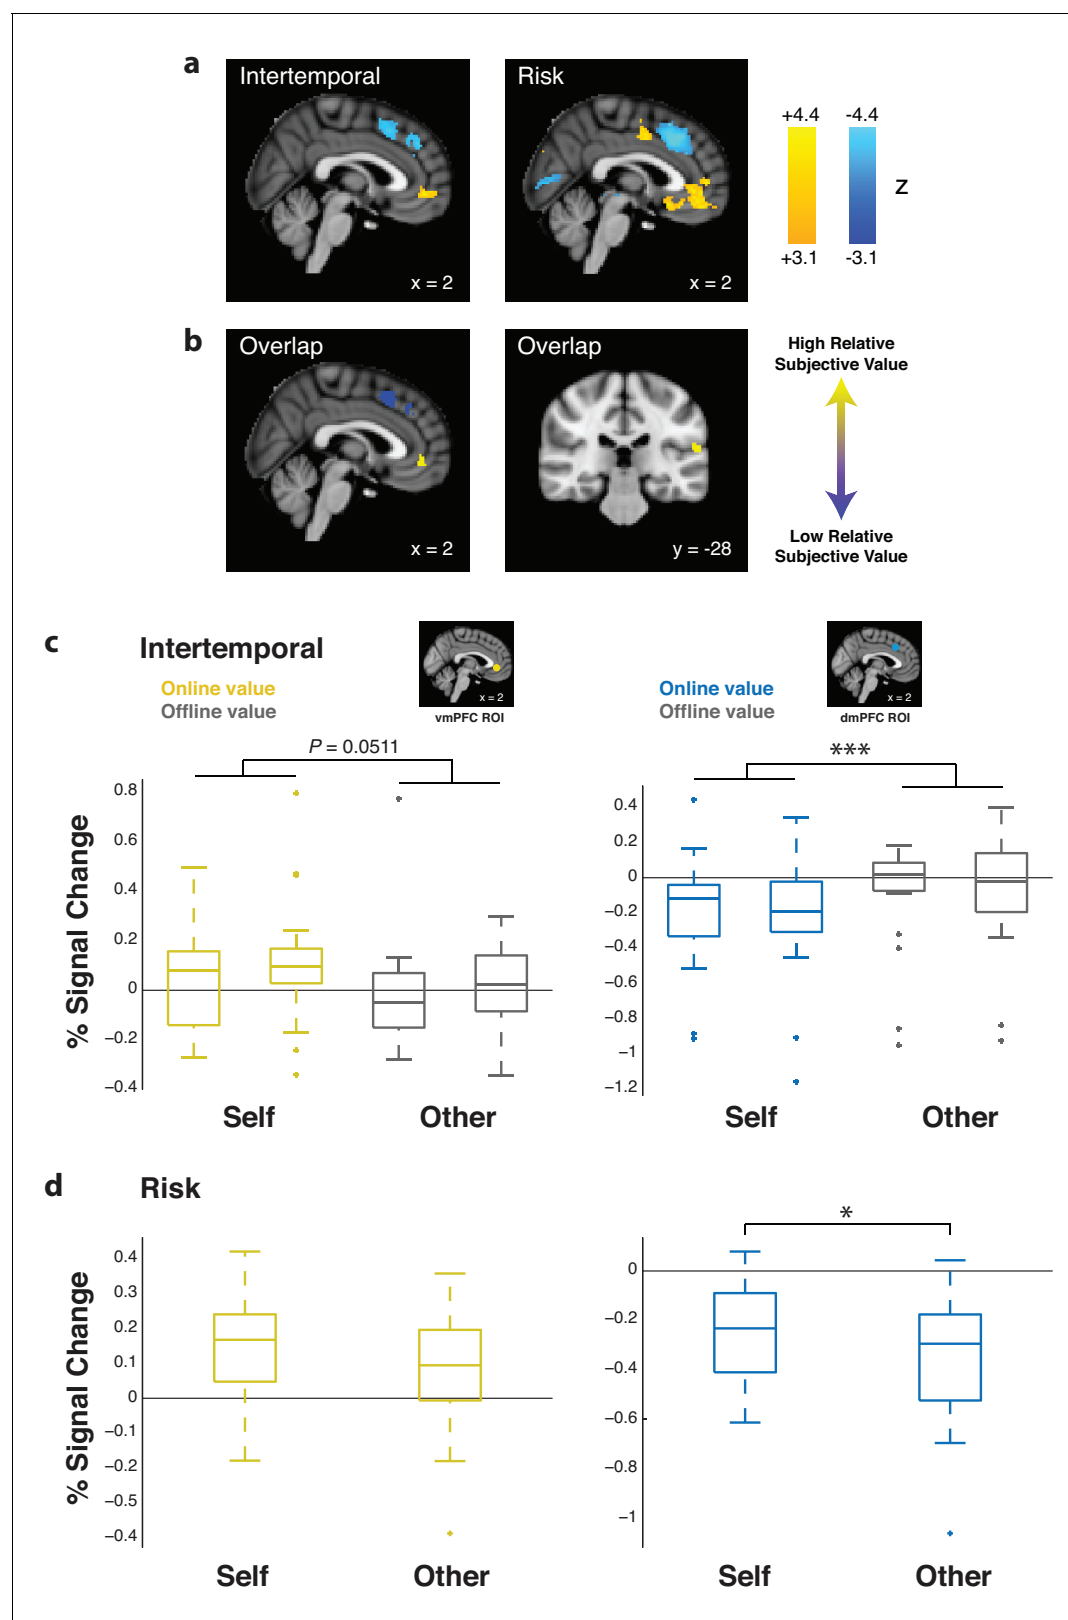 a
Intertemporal
Risk
x = 2
x = 2
+4.4
-4.4
z
+3.1
-3.1
b
Overlap
Overlap
x = 2
y = -28
High Relative
Subjective Value
Low Relative
Subjective Value
c
Intertemporal
Online value
Offline value
x = 2
vmPFC ROI
Online value
Offline value
x = 2
dmPFC ROI
P = 0.0511
***
% Signal Change
0.8
0.6
0.4
0.2
0
−0.2
−0.4
0.4
0.2
0
−0.2
−0.4
−0.6
−0.8
−1
−1.2
Self
Other
Self
Other
d
Risk
*
% Signal Change
0.4
0.3
0.2
0.1
0
−0.1
−0.2
−0.5
−0.4
0
−0.2
−0.4
−0.6
−0.8
−1
Self
Other
Self
Other